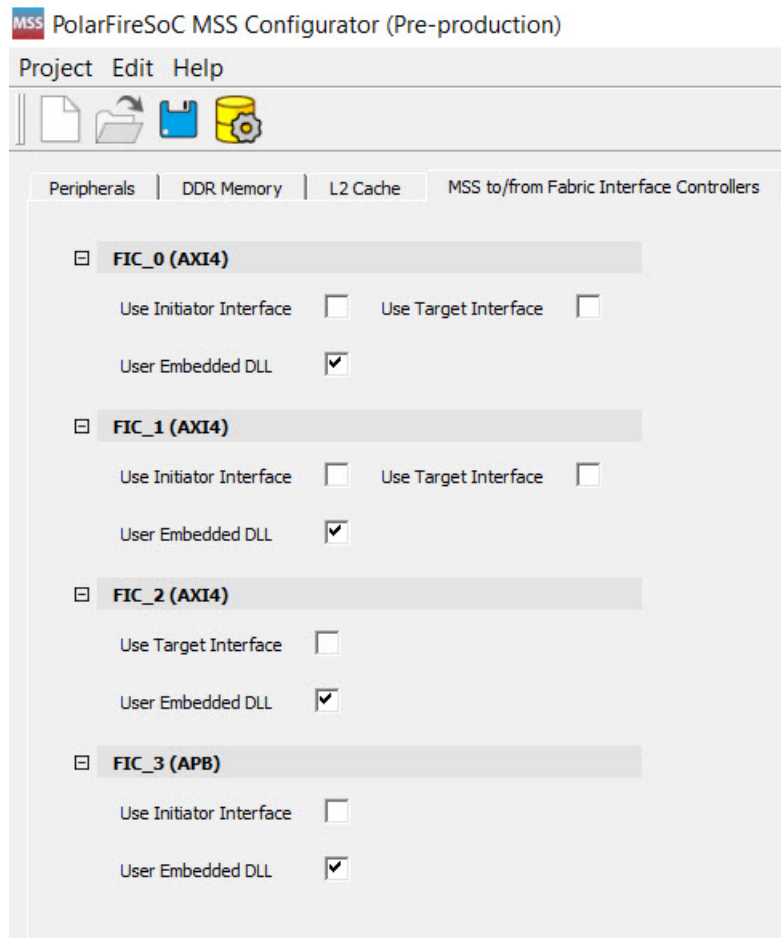 MSS PolarFireSoC MSS Configurator (Pre-production)
Project Edit Help
Peripherals DDR Memory L2 Cache MSS to/from Fabric Interface Controllers
FIC_0 (AXI4)
Use Initiator Interface Use Target Interface
User Embedded DLL
FIC_1 (AXI4)
Use Initiator Interface Use Target Interface
User Embedded DLL
FIC_2 (AXI4)
Use Target Interface
User Embedded DLL
FIC_3 (APB)
Use Initiator Interface
User Embedded DLL